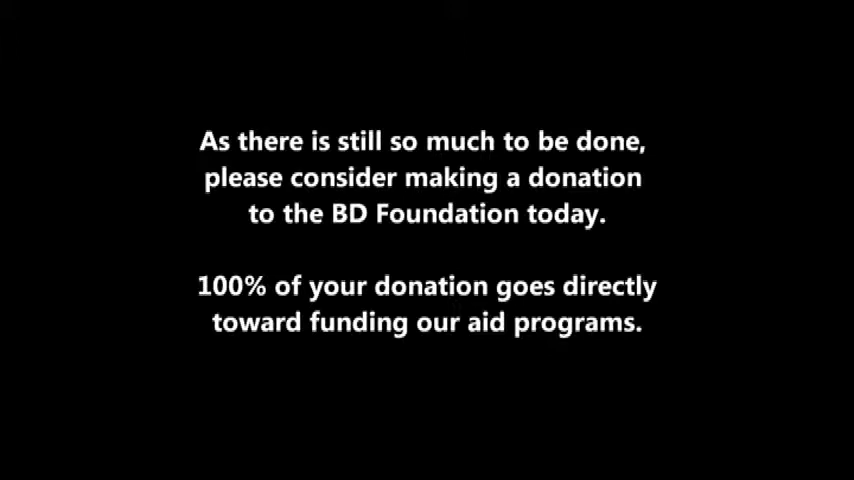 As there is still so much to be done,
please consider making a donation
to the BD Foundation today.
100% of your donation goes directly
toward funding our aid programs.